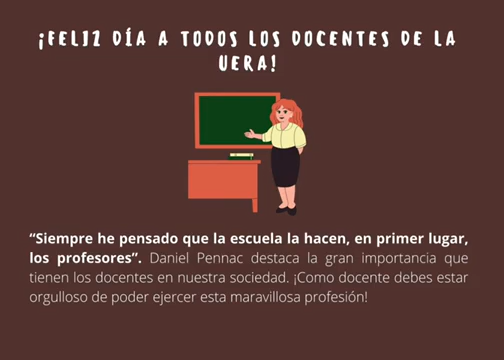 ¡FELIZ DÍA A TODOS LOS DOCENTES DE LA
UERA!
“Siempre he pensado que la escuela la hacen, en primer lugar,
los profesores”. Daniel Pennac destaca la gran importancia que
tienen los docentes en nuestra sociedad. ¡Como docente debes estar
orgulloso de poder ejercer esta maravillosa profesión!